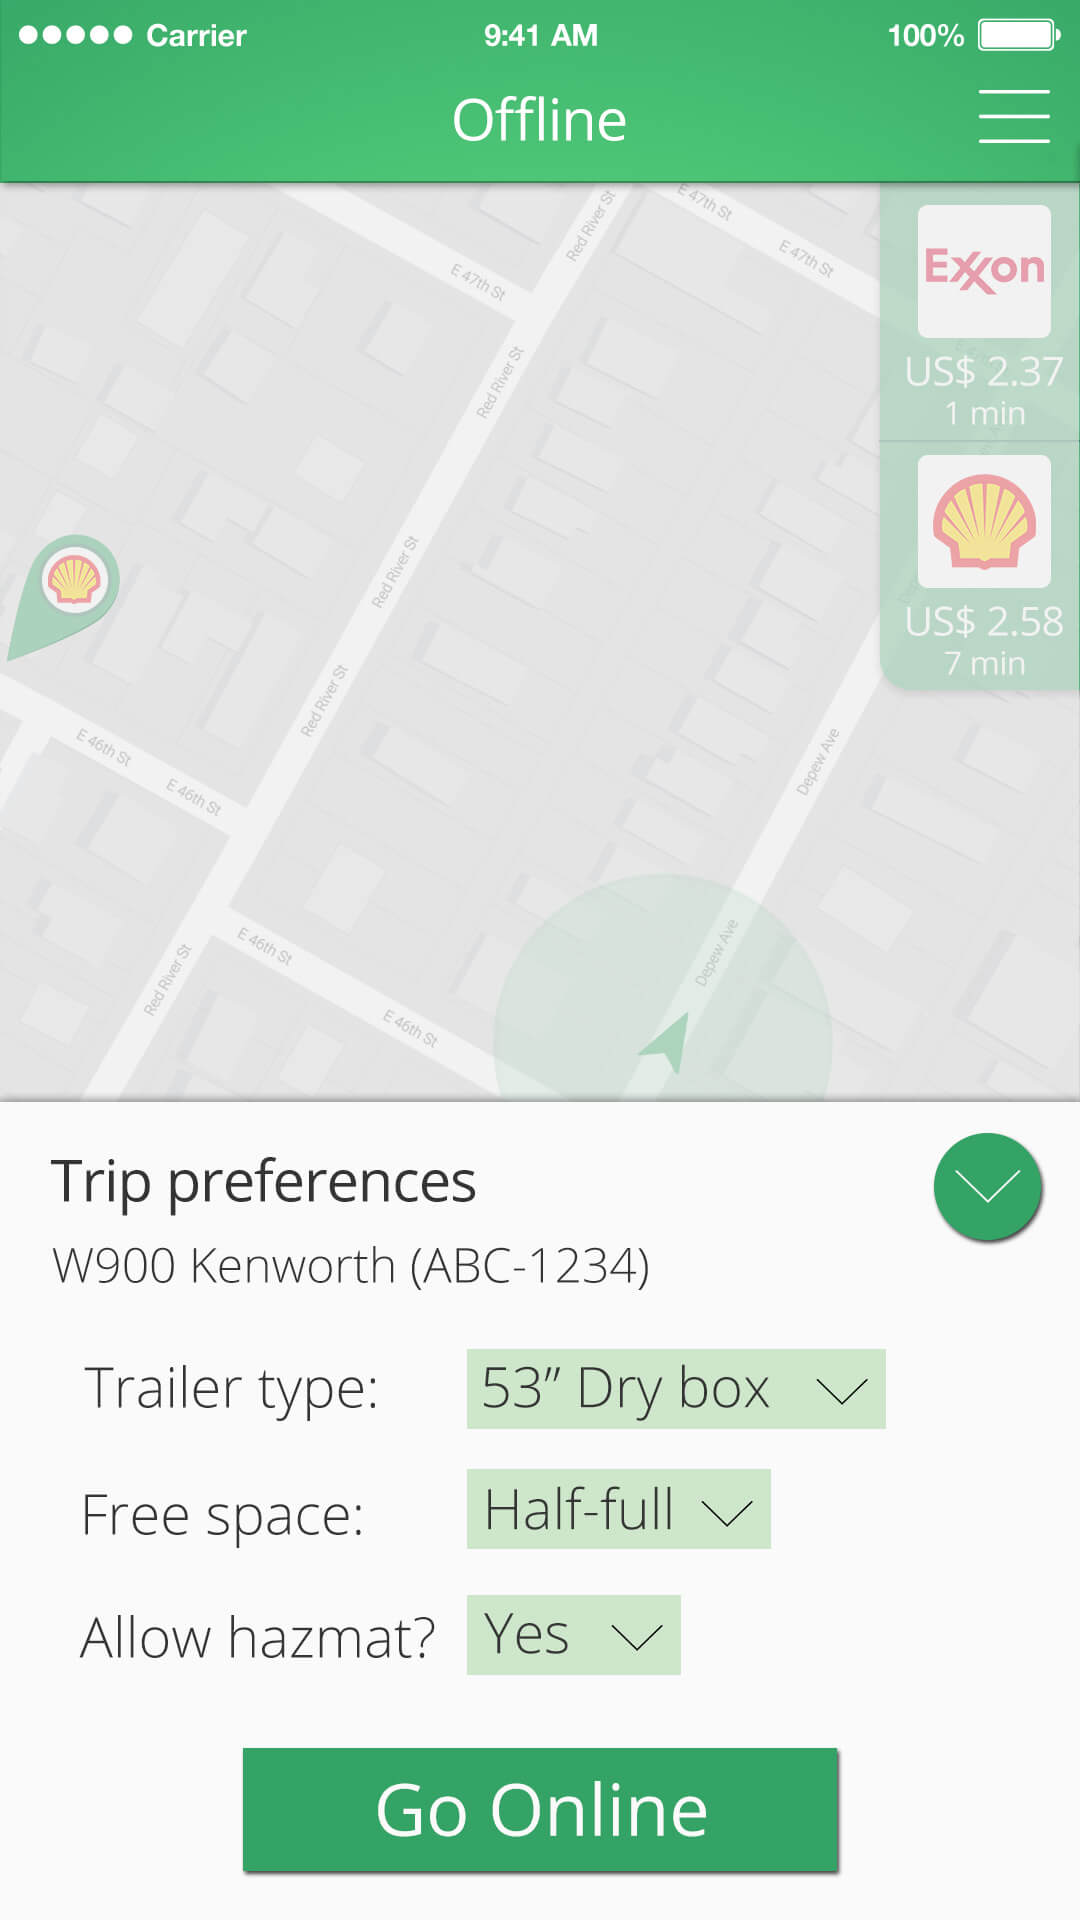 Carrier 9:41 AM 100%
Offline
E 47th St
Red River St
E 47th St
E 47th St
Exxon
US$ 2.37
1 min
Red River St
US$ 2.58
7 min
Red River St
Red River St
E 46th St
E 46th St
Depew Ave
E 46th St
Depew Ave
Red River St
E 46th St
Trip preferences
W900 Kenworth (ABC-1234)
Trailer type: 53” Dry box
Free space: Half-full
Allow hazmat? Yes
Go Online